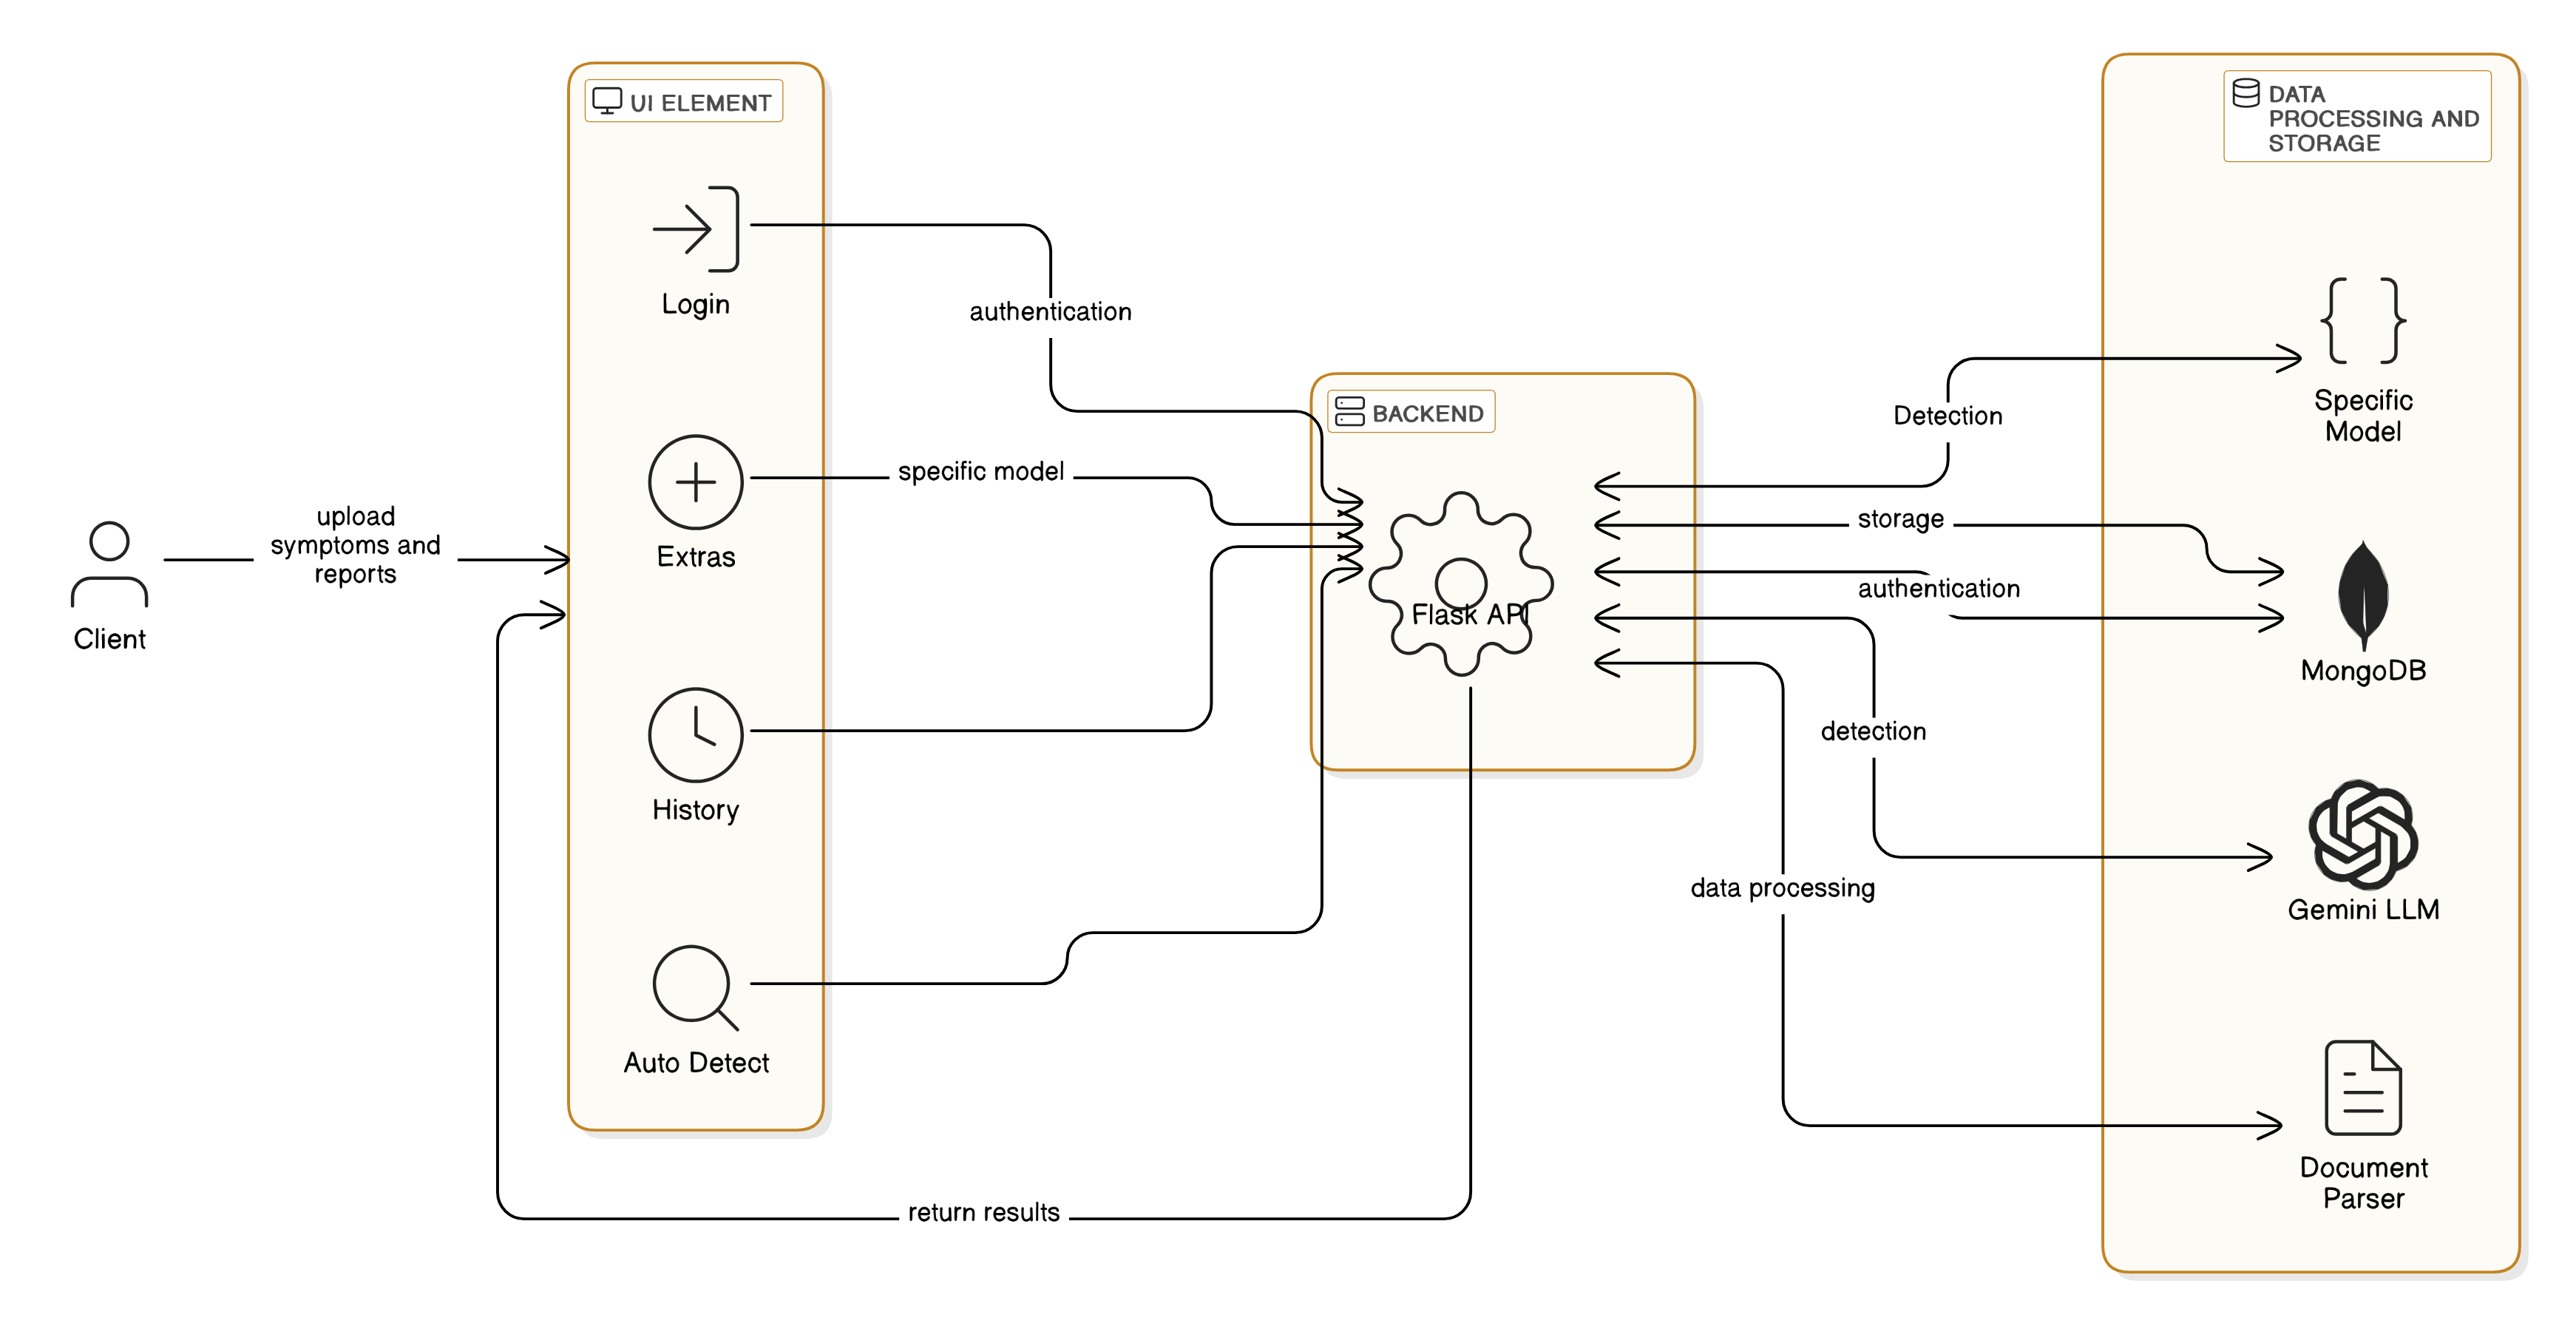 UI ELEMENT
DATA
PROCESSING AND
STORAGE
Login
authentication
BACKEND
Specific
Model
Detection
specific model
upload
symptoms and
reports
Extras
storage
authentication
Client
Flask API
MongoDB
detection
History
data processing
Gemini LLM
Auto Detect
Document
Parser
return results